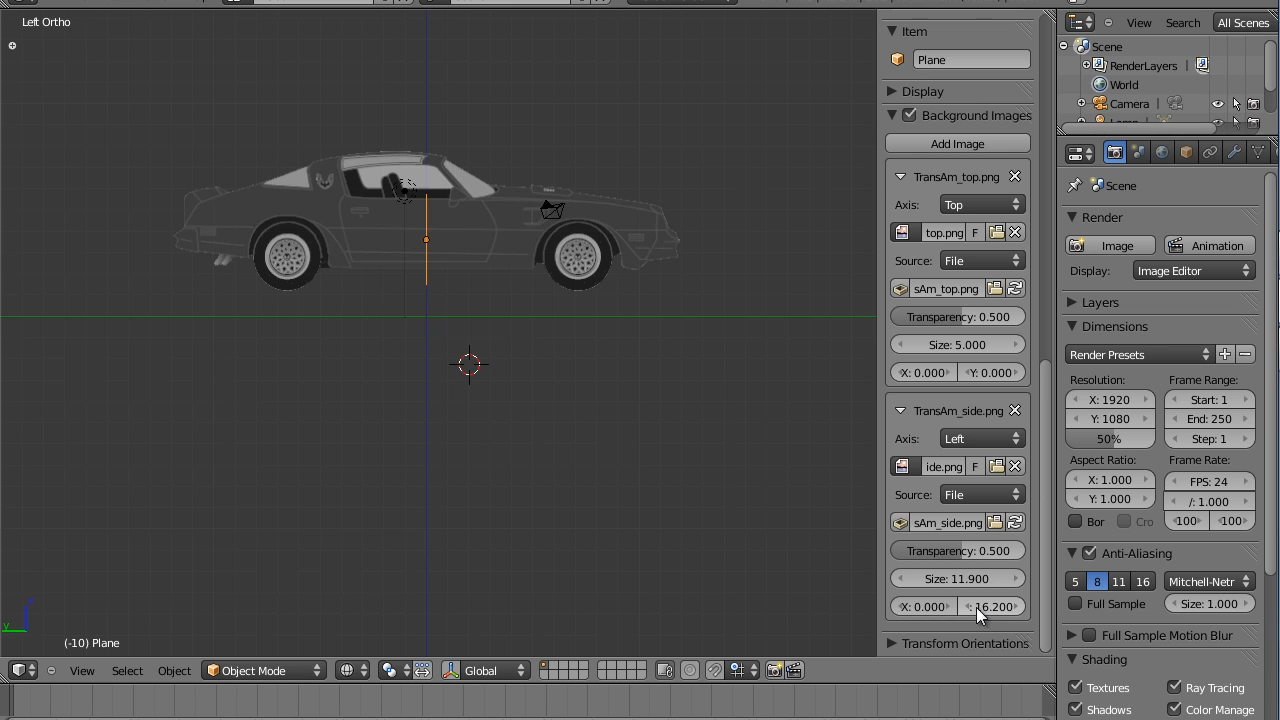 Left Ortho
(-10) Plane
View Select Object Object Mode Global
Item
Plane
Display
Background Images
Add Image
TransAm_top.png
Axis: Top
top.png F
Source: File
sAm_top.png
Transparency: 0.500
Size: 5.000
X: 0.000 Y: 0.000
TransAm_side.png
Axis: Left
ide.png F
Source: File
sAm_side.png
Transparency: 0.500
Size: 11.900
X: 0.000 16.200
Transform Orientations
View Search All Scenes
Scene
RenderLayers
World
Camera
Scene
Render
Image Animation
Display: Image Editor
Layers
Dimensions
Render Presets
Resolution: Frame Range:
X: 1920 Start: 1
Y: 1080 End: 250
50% Step: 1
Aspect Ratio: Frame Rate:
X: 1.000 FPS: 24
Y: 1.000 /: 1.000
Bor Cro 100 100
Anti-Aliasing
5 8 11 16 Mitchell-Netr
Full Sample Size: 1.000
Full Sample Motion Blur
Shading
Textures Ray Tracing
Shadows Color Manage